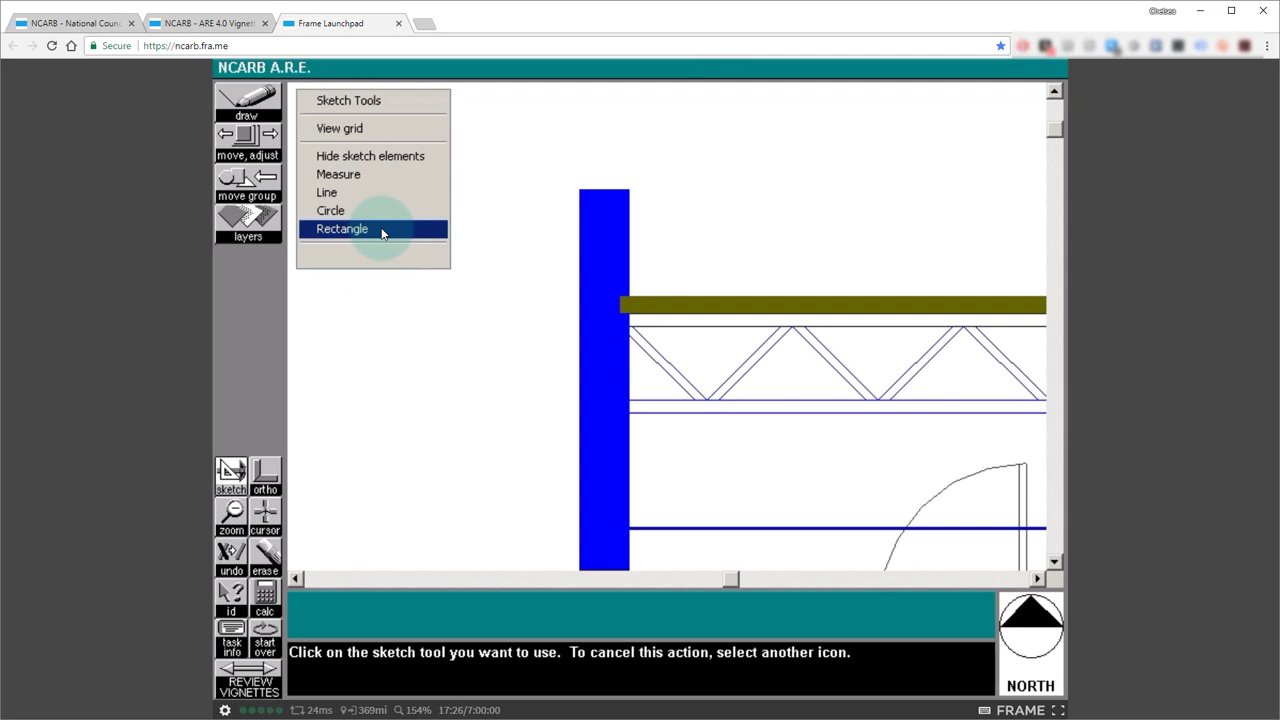 Chelsea
NCARB - National Counc
NCARB - ARE 4.0 Vignett
Frame Launchpad
Secure
https://ncarb.fra.me
NCARB A.R.E.
draw
move, adjust
move group
layers
Sketch Tools
View grid
Hide sketch elements
Measure
Line
Circle
Rectangle
sketch
ortho
zoom
cursor
undo
erase
id
calc
task info
start over
REVIEW VIGNETTES
Click on the sketch tool you want to use. To cancel this action, select another icon.
NORTH
24ms
369mi
154%
17:26/7:00:00
FRAME